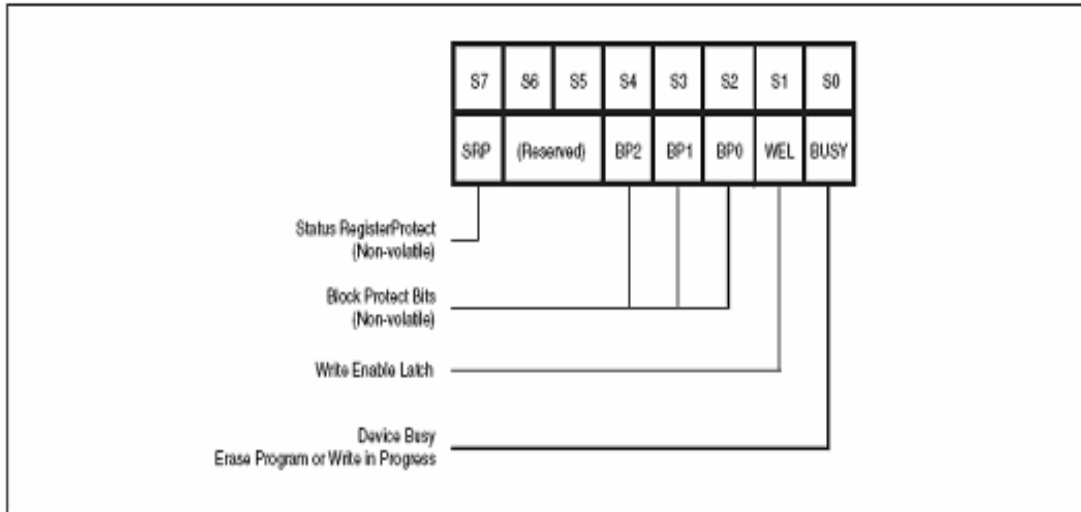 S7 S6 S5 S4 S3 S2 S1 S0
SRP (Reserved) BP2 BP1 BP0 WEL BUSY
Status RegisterProtect
(Non-volatile)
Block Protect Bits
(Non-volatile)
Write Enable Latch
Device Busy
Erase Program or Write in Progress